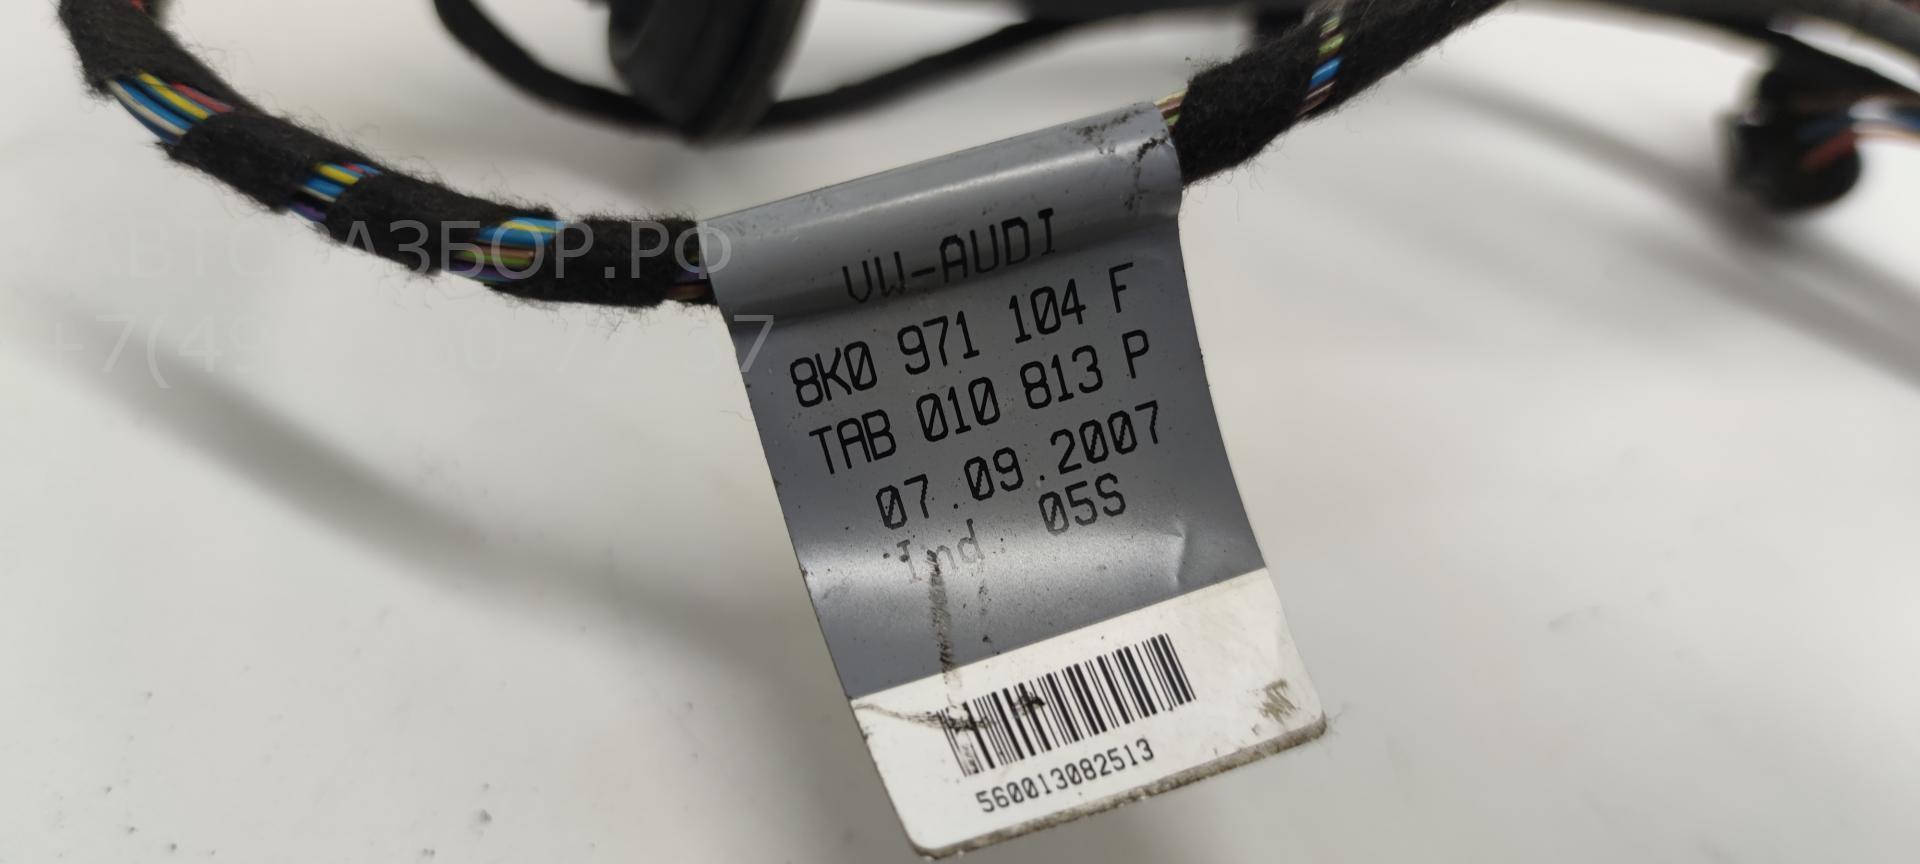 VW-AUDI
8K0 971 104 F
TAB 010 813 P
07.09.2007
Ind. 05S
560013082513
АВТОРАЗБОР.РФ